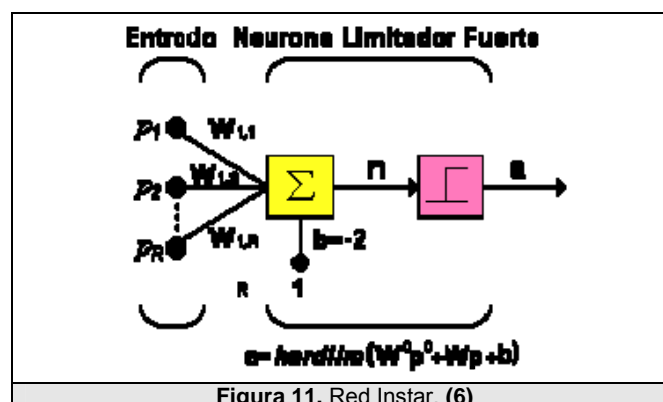 Entrada Neurona Limitador Fuerte
p1 W1,1
p2 W1,2
pR W1,R
Σ n a
b=-2
R 1
a=hardlim(W⁰p⁰+Wp+b)
Figura 11. Red Instar. (6)